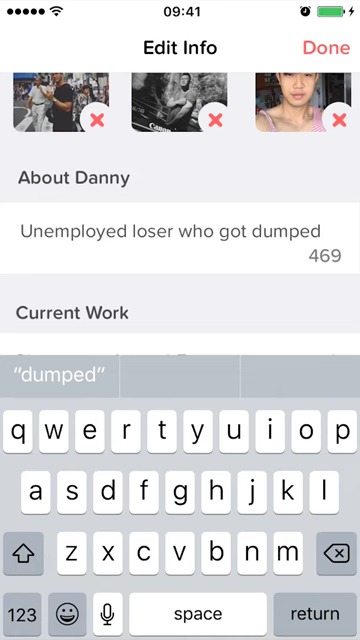 09:41
Edit Info
Done
Canon
About Danny
Unemployed loser who got dumped
469
Current Work
“dumped”
q w e r t y u i o p
a s d f g h j k l
z x c v b n m
123 space return